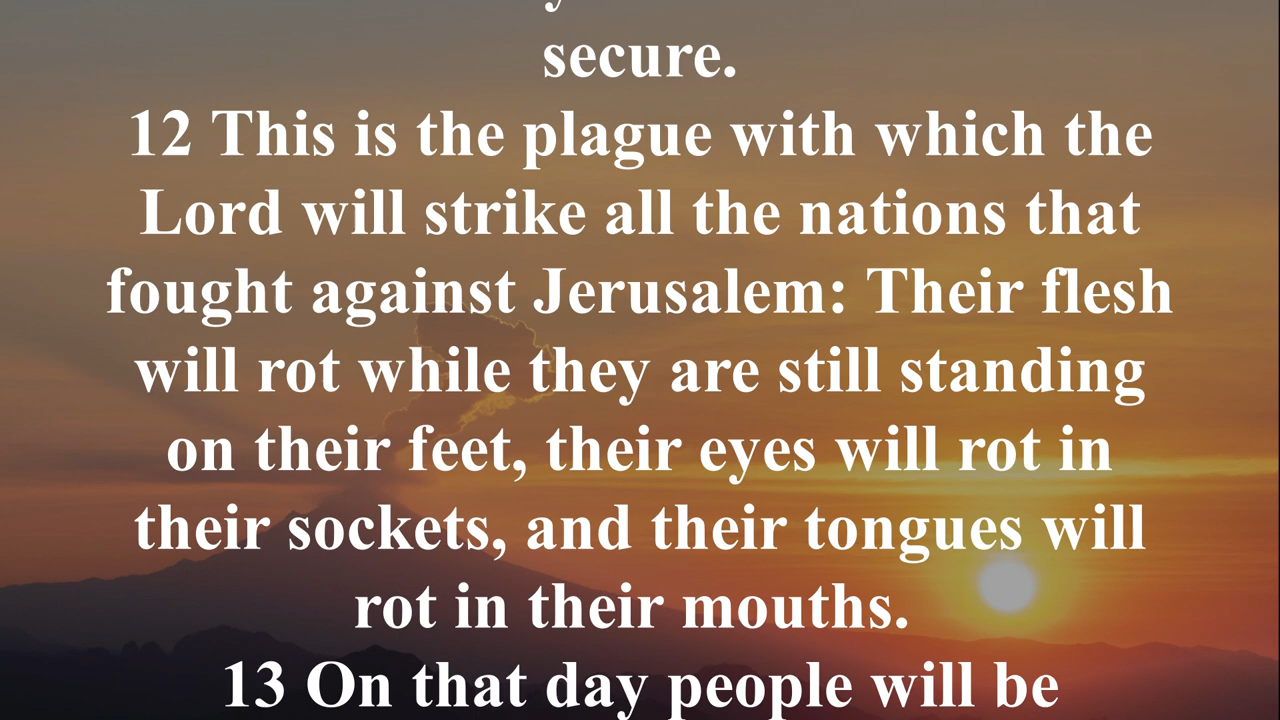 secure.
12 This is the plague with which the
Lord will strike all the nations that
fought against Jerusalem: Their flesh
will rot while they are still standing
on their feet, their eyes will rot in
their sockets, and their tongues will
rot in their mouths.
13 On that day people will be